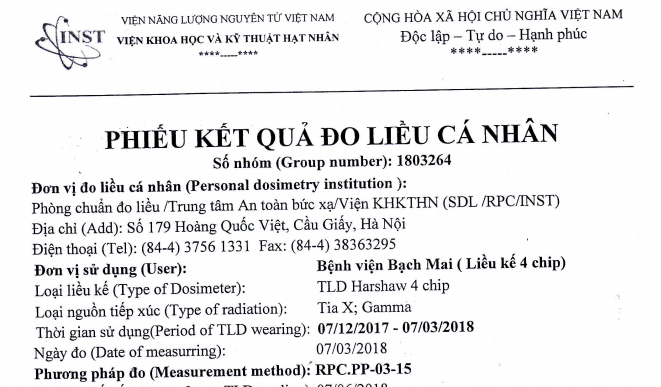 INST
VIỆN NĂNG LƯỢNG NGUYÊN TỬ VIỆT NAM
VIỆN KHOA HỌC VÀ KỸ THUẬT HẠT NHÂN
****-----****
CỘNG HÒA XÃ HỘI CHỦ NGHĨA VIỆT NAM
Độc lập – Tự do – Hạnh phúc
****-----****
PHIẾU KẾT QUẢ ĐO LIỀU CÁ NHÂN
Số nhóm (Group number): 1803264
Đơn vị đo liều cá nhân (Personal dosimetry institution ):
Phòng chuẩn đo liều /Trung tâm An toàn bức xạ/Viện KHKTHN (SDL /RPC/INST)
Địa chỉ (Add): Số 179 Hoàng Quốc Việt, Cầu Giấy, Hà Nội
Điện thoại (Tel): (84-4) 3756 1331 Fax: (84-4) 38363295
Đơn vị sử dụng (User): Bệnh viện Bạch Mai ( Liều kế 4 chip)
Loại liều kế (Type of Dosimeter): TLD Harshaw 4 chip
Loại nguồn tiếp xúc (Type of radiation): Tia X; Gamma
Thời gian sử dụng(Period of TLD wearing): 07/12/2017 - 07/03/2018
Ngày đo (Date of measurring): 07/03/2018
Phương pháp đo (Measurement method): RPC.PP-03-15